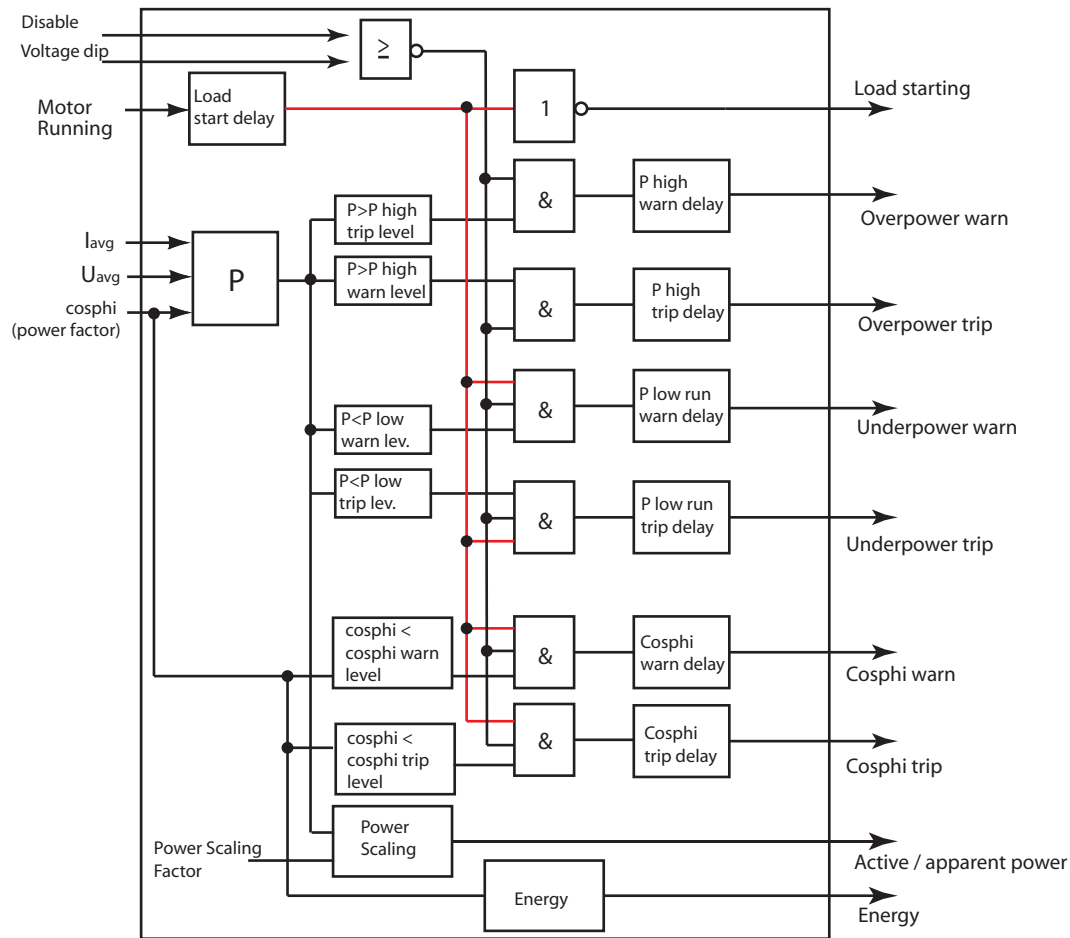 Disable
Voltage dip
≥
Motor
Running
Load
start delay
1
Load starting
P>P high
trip level
&
P high
warn delay
Overpower warn
Iavg
Uavg
cosphi
(power factor)
P
P>P high
warn level
&
P high
trip delay
Overpower trip
P<P low
warn lev.
&
P low run
warn delay
Underpower warn
P<P low
trip lev.
&
P low run
trip delay
Underpower trip
cosphi <
cosphi warn
level
&
Cosphi
warn delay
Cosphi warn
cosphi <
cosphi trip
level
&
Cosphi
trip delay
Cosphi trip
Power Scaling
Factor
Power
Scaling
Active / apparent power
Energy
Energy